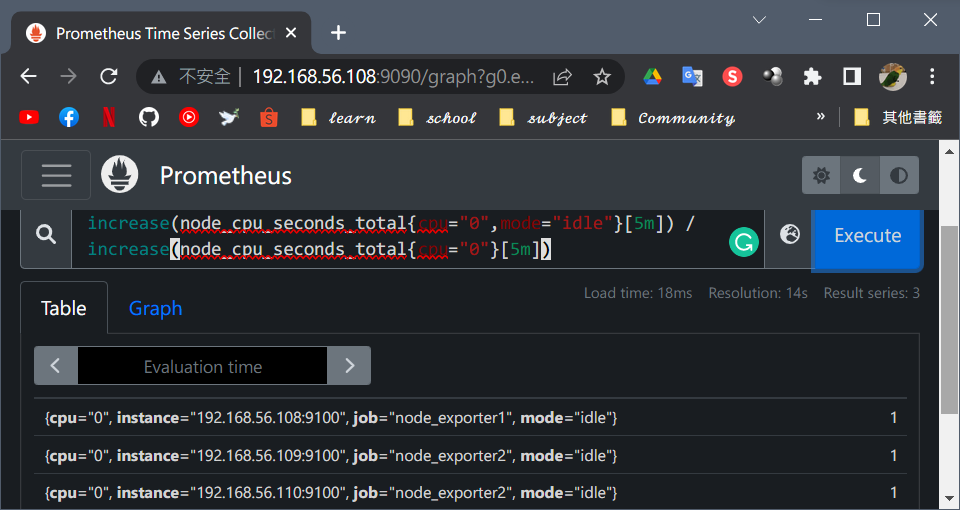 Prometheus Time Series Collec
不安全 | 192.168.56.108:9090/graph?g0.e...
learn school subject Community » 其他書籤
Prometheus
increase(node_cpu_seconds_total{cpu="0",mode="idle"}[5m]) /
increase(node_cpu_seconds_total{cpu="0"}[5m])
Execute
Load time: 18ms Resolution: 14s Result series: 3
Table Graph
Evaluation time
{cpu="0", instance="192.168.56.108:9100", job="node_exporter1", mode="idle"} 1
{cpu="0", instance="192.168.56.109:9100", job="node_exporter2", mode="idle"} 1
{cpu="0", instance="192.168.56.110:9100", job="node_exporter2", mode="idle"} 1